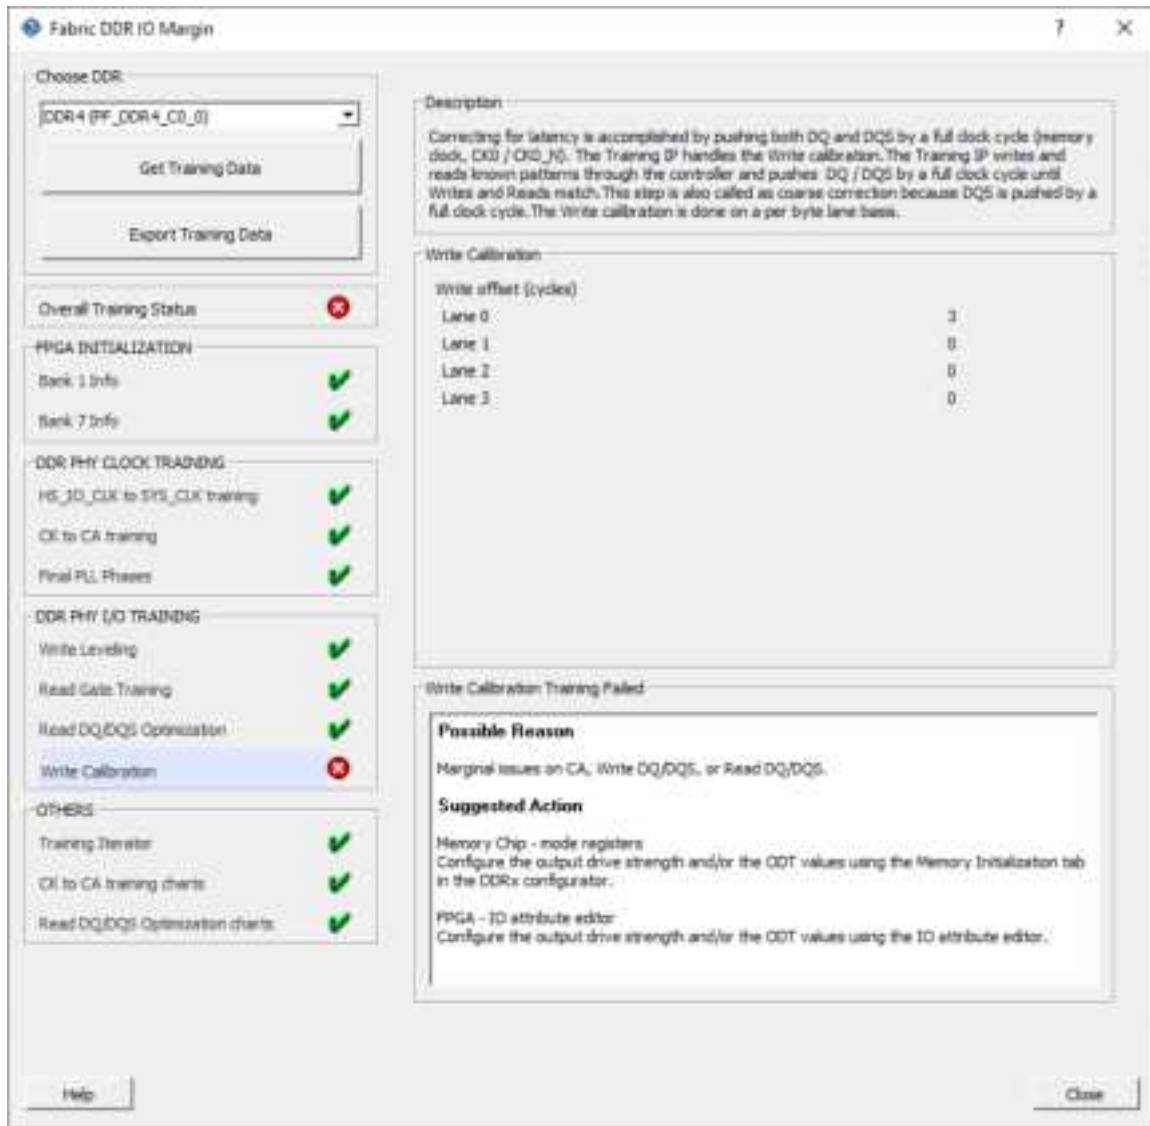 Fabric DDR IO Margin
?
Choose DDR
DDR4 (PF_DDR4_C0_0)
Get Training Data
Export Training Data
Overall Training Status
FPGA INITIALIZATION
Bank 1 Info
Bank 7 Info
DDR PHY CLOCK TRAINING
HS_IO_CLK to SYS_CLK training
CK to CA training
Final PLL Phases
DDR PHY I/O TRAINING
Write Leveling
Read Gate Training
Read DQ/DQS Optimization
Write Calibration
OTHERS
Training Iterator
CK to CA training charts
Read DQ/DQS Optimization charts
Description
Correcting for latency is accomplished by pushing both DQ and DQS by a full clock cycle (memory
clock, CK0 / CK0_N). The Training IP handles the Write calibration. The Training IP writes and
reads known patterns through the controller and pushes DQ / DQS by a full clock cycle until
Writes and Reads match. This step is also called as coarse correction because DQS is pushed by a
full clock cycle. The Write calibration is done on a per byte lane basis.
Write Calibration
Write offset (cycles)
Lane 0 3
Lane 1 0
Lane 2 0
Lane 3 0
Write Calibration Training Failed
Possible Reason
Marginal issues on CA, Write DQ/DQS, or Read DQ/DQS.
Suggested Action
Memory Chip - mode registers
Configure the output drive strength and/or the ODT values using the Memory Initialization tab
in the DDRx configurator.
FPGA - IO attribute editor
Configure the output drive strength and/or the ODT values using the IO attribute editor.
Help
Close